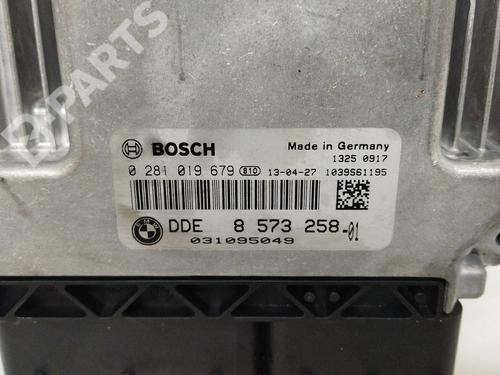 B-PARTS
BOSCH
Made in Germany
1325 0917
0 281 019 679 810 13-04-27 1039S61195
BMW
DDE 8 573 258-01
031095049